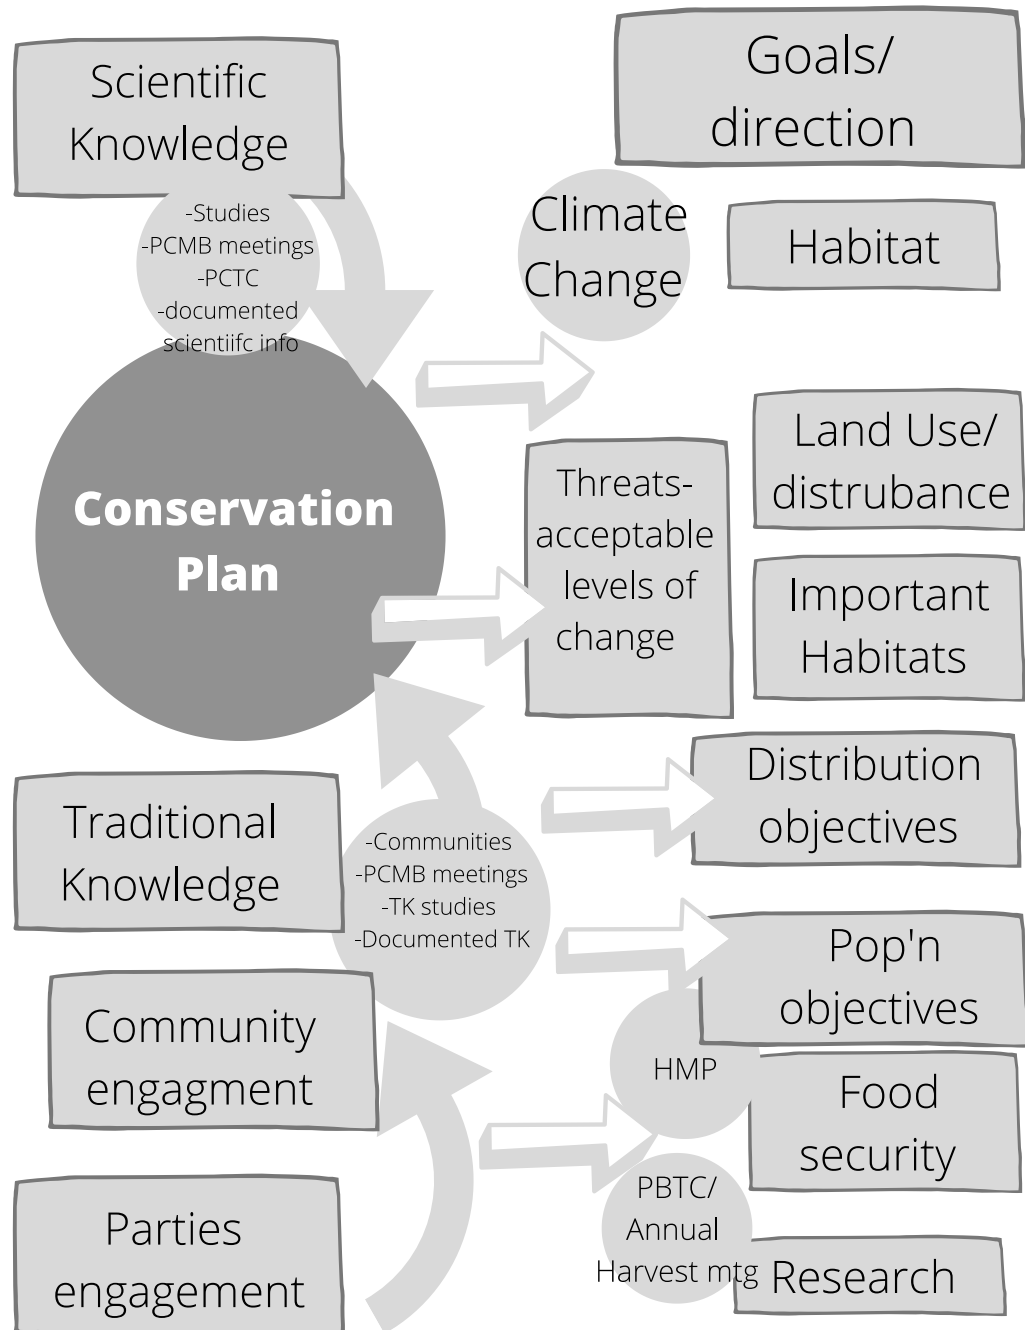 Scientific
Knowledge
-Studies
-PCMB meetings
-PCTC
-documented
scientiifc info
Conservation
Plan
Traditional
Knowledge
-Communities
-PCMB meetings
-TK studies
-Documented TK
Community
engagment
Parties
engagement
Goals/
direction
Climate
Change
Habitat
Threats-
acceptable
levels of
change
Land Use/
distrubance
Important
Habitats
Distribution
objectives
Pop'n
objectives
HMP
Food
security
PBTC/
Annual
Harvest mtg
Research